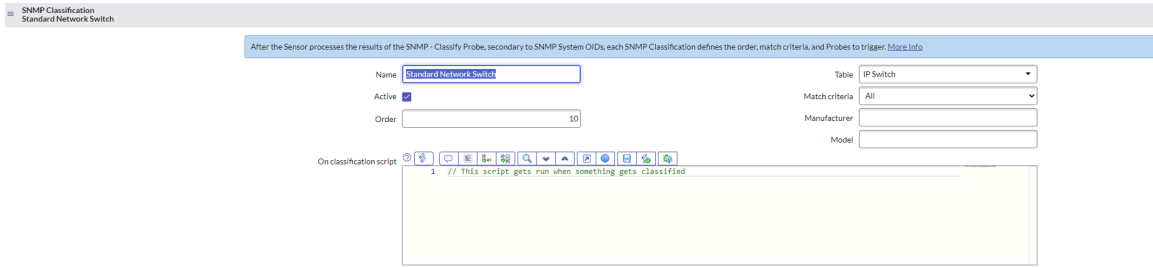 SNMP Classification
Standard Network Switch
After the Sensor processes the results of the SNMP - Classify Probe, secondary to SNMP System OIDs, each SNMP Classification defines the order, match criteria, and Probes to trigger. More Info
Name Standard Network Switch
Table IP Switch
Active
Match criteria All
Order 10
Manufacturer
Model
On classification script
1 // This script gets run when something gets classified